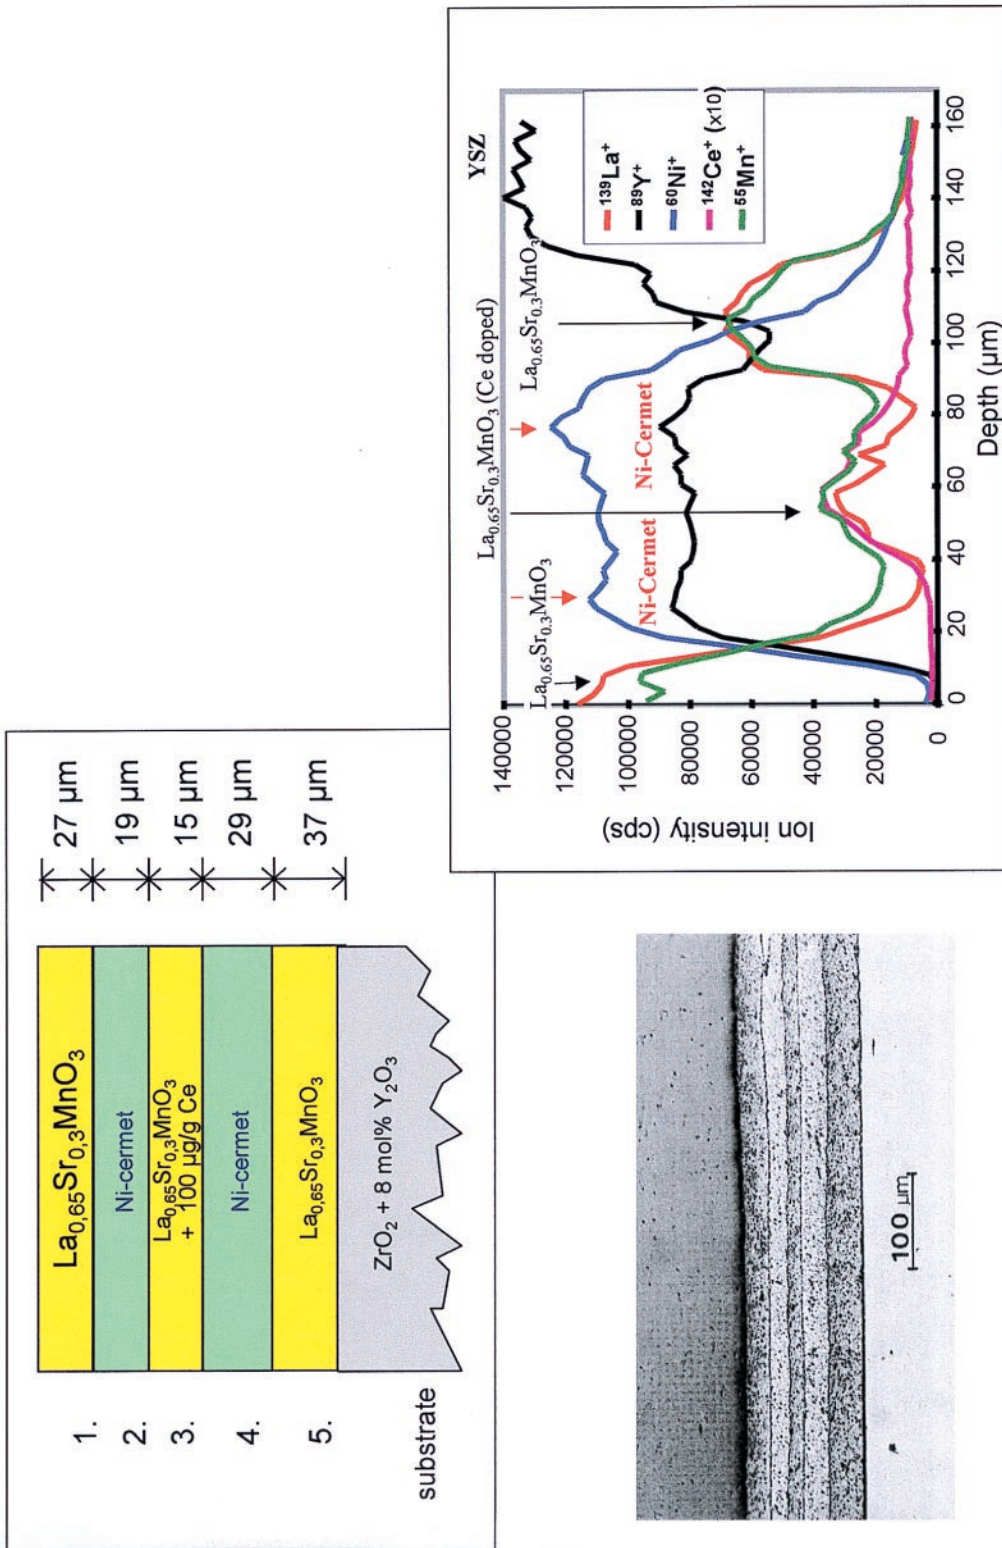 1.
La0,65Sr0,3MnO3
27 µm
2.
Ni-cermet
19 µm
3.
La0,65Sr0,3MnO3
+ 100 µg/g Ce
15 µm
4.
Ni-cermet
29 µm
5.
La0,65Sr0,3MnO3
37 µm
ZrO2 + 8 mol% Y2O3
substrate
100 µm
La0.65Sr0.3MnO3 (Ce doped)
YSZ
La0.65Sr0.3MnO3
La0.65Sr0.3MnO3
Ni-Cermet
Ni-Cermet
139La+
89Y+
60Ni+
142Ce+ (x10)
55Mn+
Ion intensity (cps)
140000
120000
100000
80000
60000
40000
20000
0
0
20
40
60
80
100
120
140
160
Depth (µm)